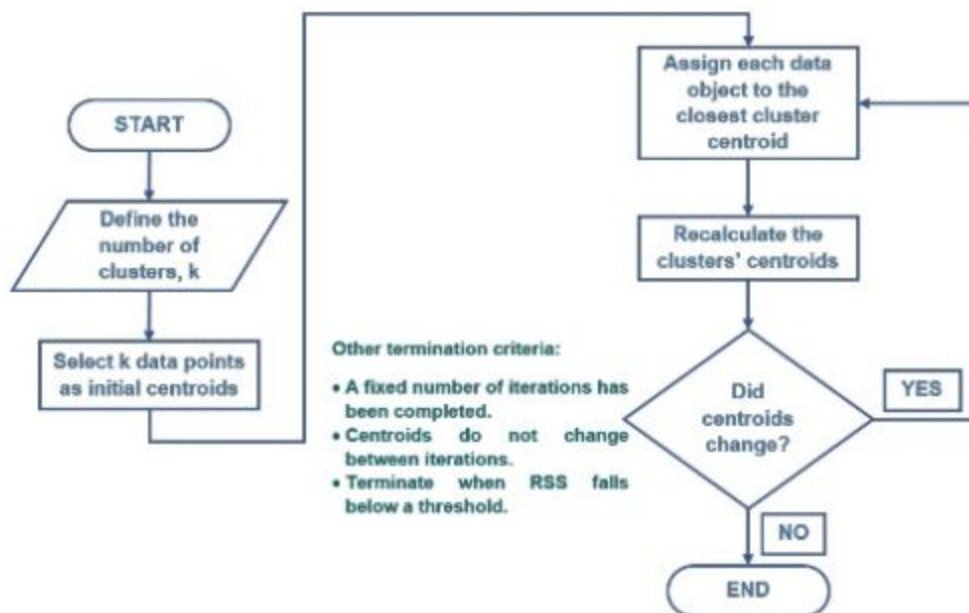 START
Define the
number of
clusters, k
Select k data points
as initial centroids
Assign each data
object to the
closest cluster
centroid
Recalculate the
clusters' centroids
Did
centroids
change?
YES
NO
END
Other termination criteria:
• A fixed number of iterations has
been completed.
• Centroids do not change
between iterations.
• Terminate when RSS falls
below a threshold.